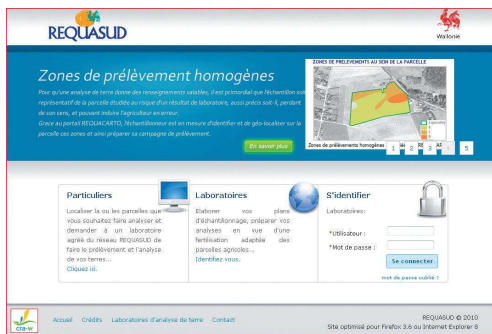 REQUASUD
Wallonie
Zones de prélèvement homogènes
Pour qu'une analyse de terre donne des renseignements valables, il est primordial que l'échantillon soit
représentatif de la parcelle étudiée au risque d'un résultat de laboratoire, aussi précis soit-il, perdant
de son sens, et pouvant induire l'agriculteur en erreur.
Grace au portail REQUACARTO, l'échantillonneur est en mesure d'identifier et de géo-localiser sur la
parcelle ces zones et ainsi préparer sa campagne de prélèvement.
En savoir plus
ZONES DE PRELEVEMENTS AU SEIN DE LA PARCELLE
Zones de prélèvements homogènes
1 2 3 4 5
Particuliers
Localiser la ou les parcelles que
vous souhaitez faire analyser et
demander à un laboratoire
agréé du réseau REQUASUD de
faire le prélèvement et l'analyse
de vos terres...
Cliquez ici.
Laboratoires
Elaborer vos plans
d'échantillonnage, préparer vos
analyses en vue d'une
fertilisation adaptée des
parcelles agricoles...
Identifiez vous.
S'identifier
Laboratoires:
*Utilisateur :
*Mot de passe :
Se connecter
mot de passe oublié ?
cra-w
Accueil Crédits Laboratoires d'analyse de terre Contact
REQUASUD © 2010
Site optimisé pour Firefox 3.6 ou Internet Explorer 8